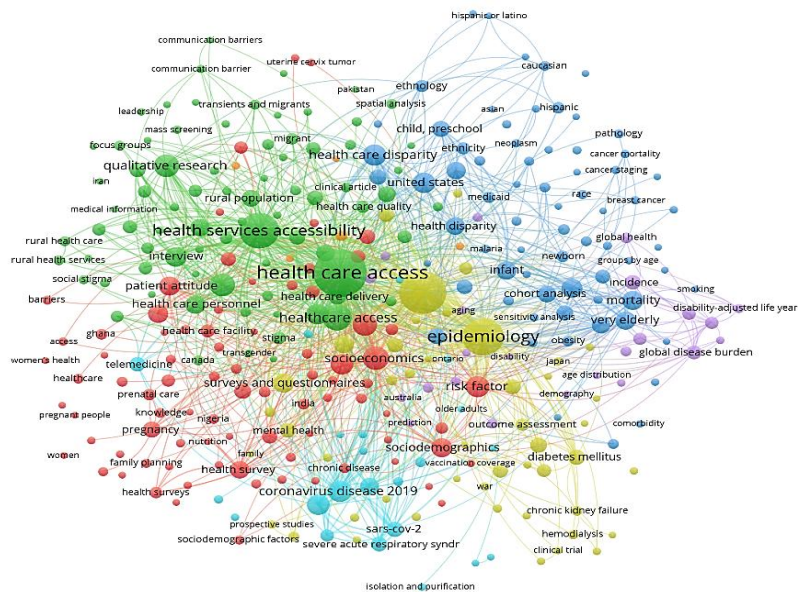 hispanic or latino
communication barriers
uterine cervix tumor
caucasian
communication barrier
pakistan
ethnology
leadership
transients and migrants
spatial analysis
asian
hispanic
mass screening
child, preschool
pathology
focus groups
migrant
health care disparity
ethnicity
neoplasm
cancer mortality
qualitative research
cancer staging
iran
clinical article
united states
rural population
medicaid
race
breast cancer
medical information
health care quality
health services accessibility
health disparity
global health
rural health care
interview
malaria
newborn
groups by age
rural health services
health care access
infant
social stigma
patient attitude
incidence
smoking
barriers
health care personnel
health care delivery
cohort analysis
mortality
disability-adjusted life year
aging
sensitivity analysis
healthcare access
very elderly
ghana
health care facility
epidemiology
access
stigma
obesity
women's health
canada
transgender
socioeconomics
ontario
disability
japan
global disease burden
telemedicine
healthcare
surveys and questionnaires
risk factor
age distribution
prenatal care
india
australia
demography
pregnant people
knowledge
nigeria
older adults
pregnancy
mental health
prediction
outcome assessment
comorbidity
nutrition
family
sociodemographics
women
family planning
health survey
chronic disease
vaccination coverage
diabetes mellitus
health surveys
coronavirus disease 2019
war
chronic kidney failure
prospective studies
sars-cov-2
hemodialysis
sociodemographic factors
severe acute respiratory syndr
clinical trial
isolation and purification